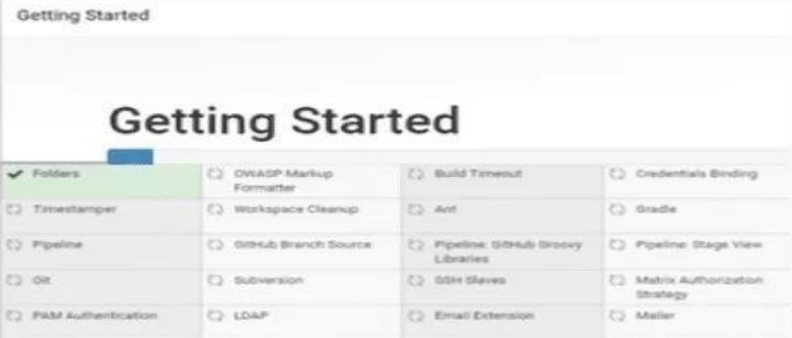 Getting Started
Getting Started
Folders
OWASP Markup
Formatter
Build Timeout
Credentials Binding
Timestamper
Workspace Cleanup
Ant
Gradle
Pipeline
GitHub Branch Source
Pipeline: GitHub Groovy
Libraries
Pipeline: Stage View
Git
Subversion
SSH Slaves
Matrix Authorization
Strategy
PAM Authentication
LDAP
Email Extension
Mailer